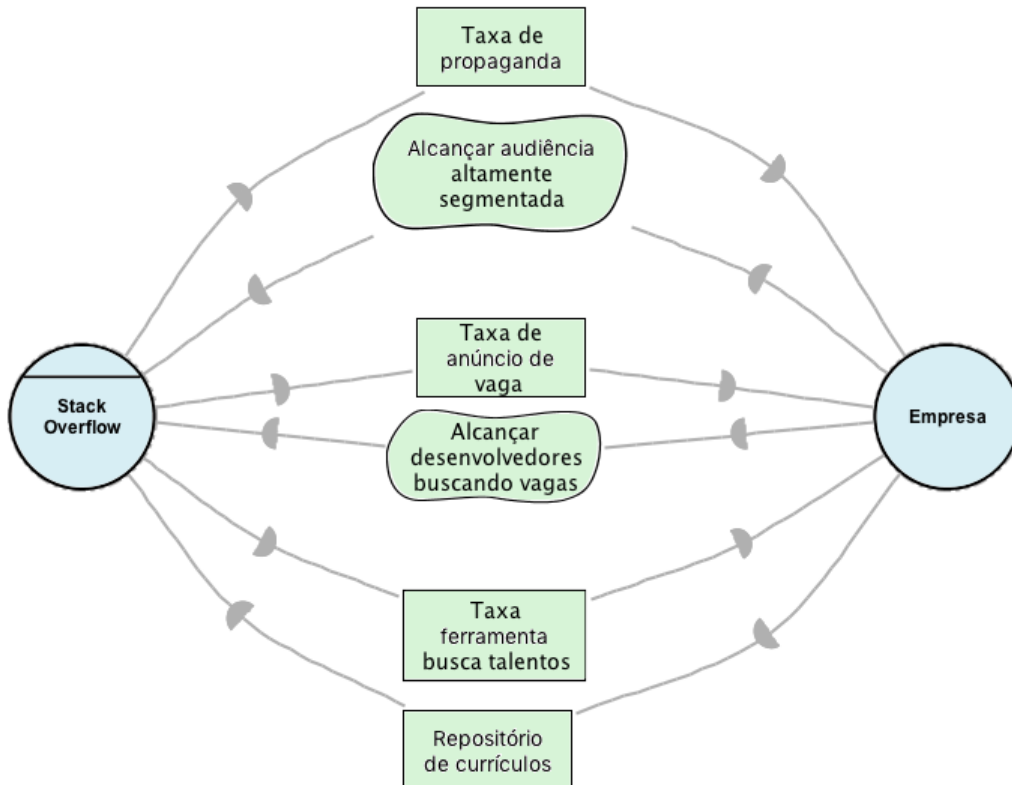 Taxa de
propaganda
Alcançar audiência
altamente
segmentada
Taxa de
anúncio de
vaga
Stack
Overflow
Empresa
Alcançar
desenvolvedores
buscando vagas
Taxa
ferramenta
busca talentos
Repositório
de currículos